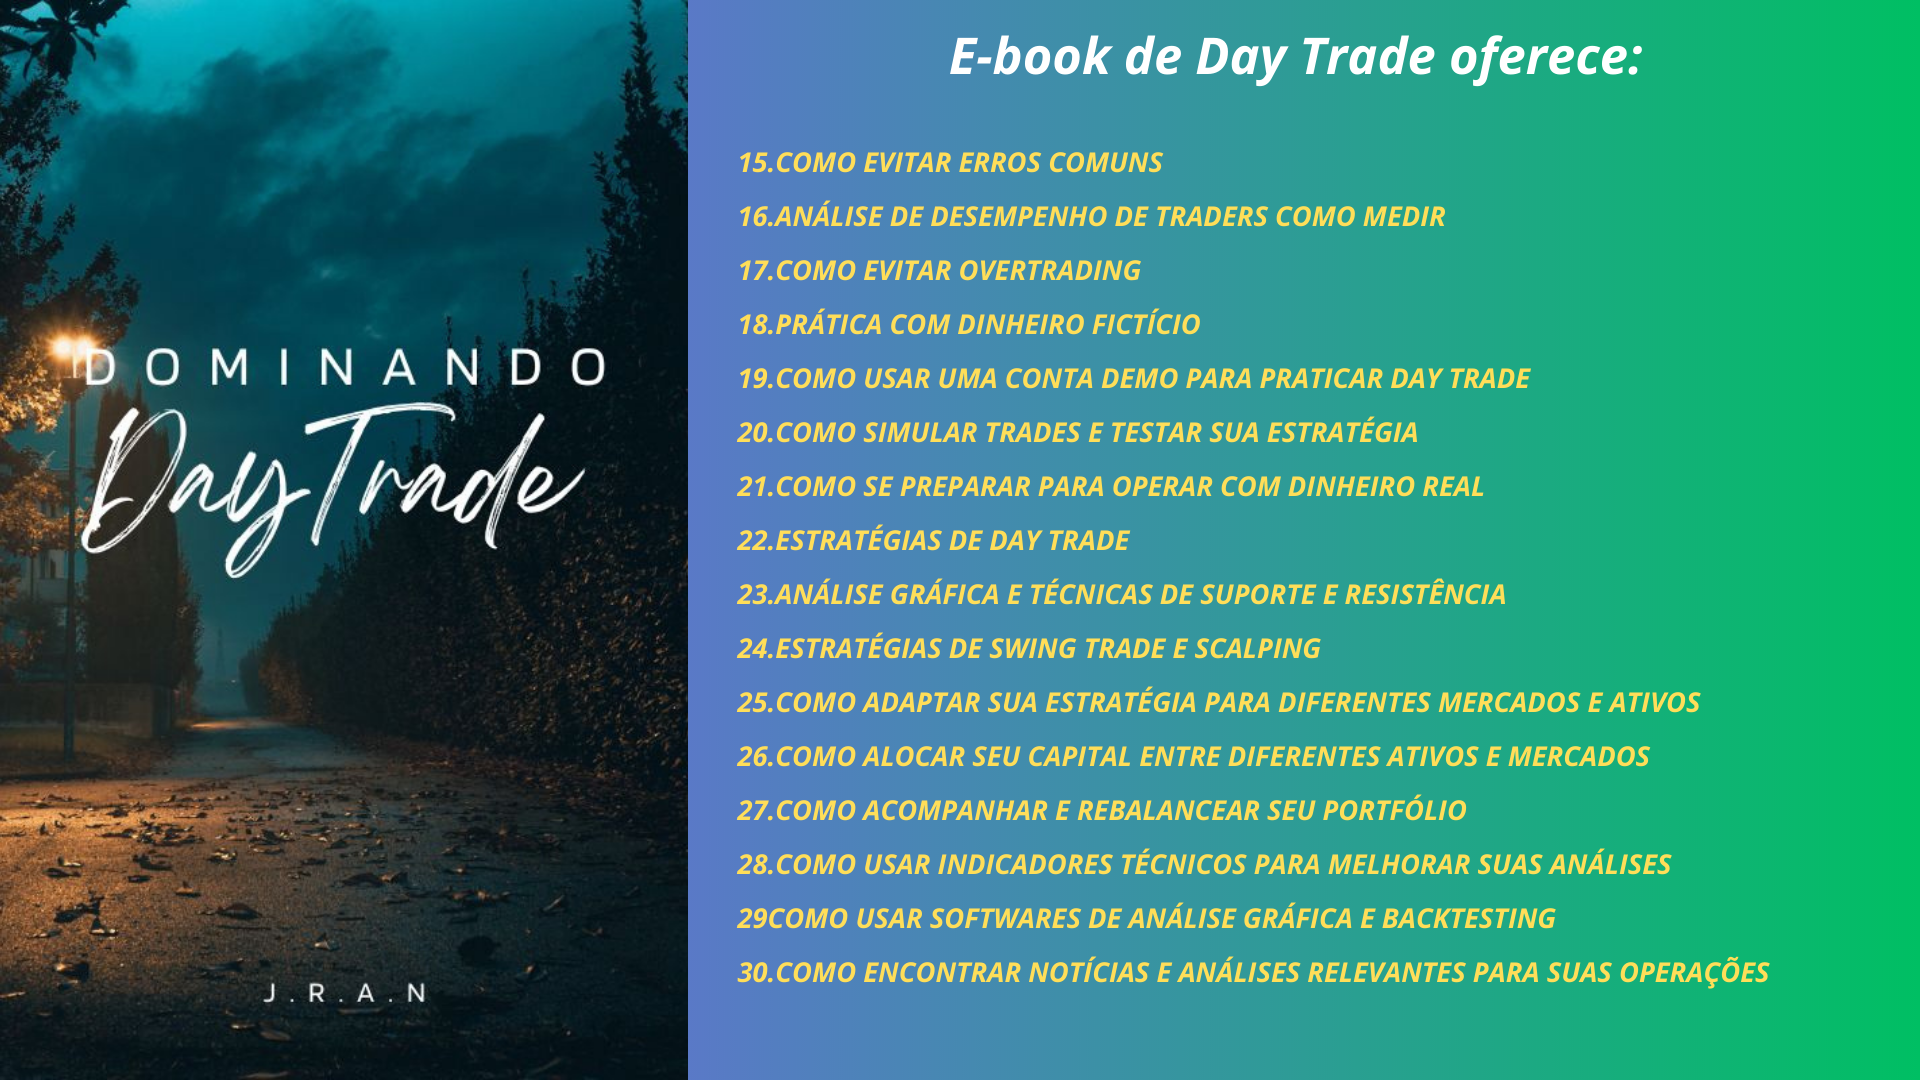 DOMINANDO
Day Trade
J.R.A.N
E-book de Day Trade oferece:
15.COMO EVITAR ERROS COMUNS
16.ANÁLISE DE DESEMPENHO DE TRADERS COMO MEDIR
17.COMO EVITAR OVERTRADING
18.PRÁTICA COM DINHEIRO FICTÍCIO
19.COMO USAR UMA CONTA DEMO PARA PRATICAR DAY TRADE
20.COMO SIMULAR TRADES E TESTAR SUA ESTRATÉGIA
21.COMO SE PREPARAR PARA OPERAR COM DINHEIRO REAL
22.ESTRATÉGIAS DE DAY TRADE
23.ANÁLISE GRÁFICA E TÉCNICAS DE SUPORTE E RESISTÊNCIA
24.ESTRATÉGIAS DE SWING TRADE E SCALPING
25.COMO ADAPTAR SUA ESTRATÉGIA PARA DIFERENTES MERCADOS E ATIVOS
26.COMO ALOCAR SEU CAPITAL ENTRE DIFERENTES ATIVOS E MERCADOS
27.COMO ACOMPANHAR E REBALANCEAR SEU PORTFÓLIO
28.COMO USAR INDICADORES TÉCNICOS PARA MELHORAR SUAS ANÁLISES
29COMO USAR SOFTWARES DE ANÁLISE GRÁFICA E BACKTESTING
30.COMO ENCONTRAR NOTÍCIAS E ANÁLISES RELEVANTES PARA SUAS OPERAÇÕES